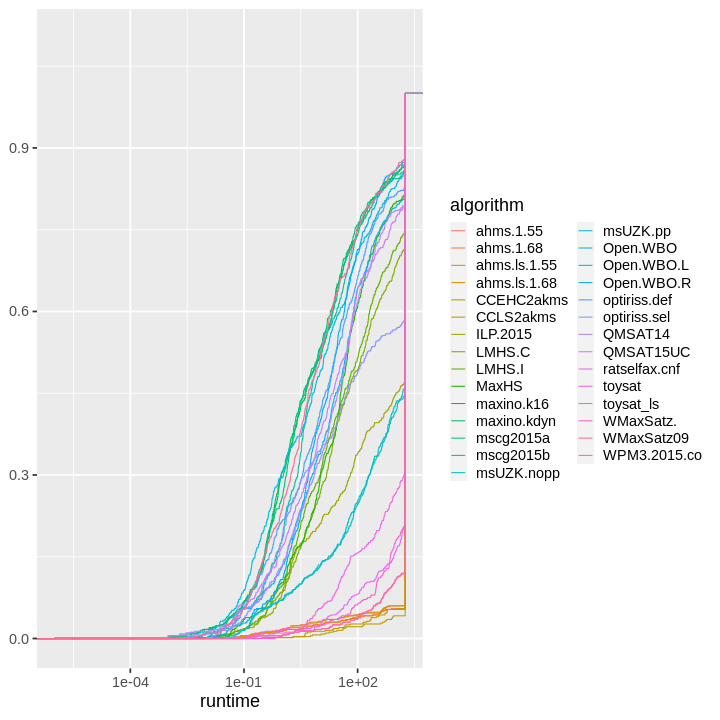 0.9
0.6
0.3
0.0
1e-04 1e-01 1e+02
runtime
algorithm
ahms.1.55
ahms.1.68
ahms.ls.1.55
ahms.ls.1.68
CCEHC2akms
CCLS2akms
ILP.2015
LMHS.C
LMHS.I
MaxHS
maxino.k16
maxino.kdyn
mscg2015a
mscg2015b
msUZK.nopp
msUZK.pp
Open.WBO
Open.WBO.L
Open.WBO.R
optiriss.def
optiriss.sel
QMSAT14
QMSAT15UC
ratselfax.cnf
toysat
toysat_ls
WMaxSatz.
WMaxSatz09
WPM3.2015.co